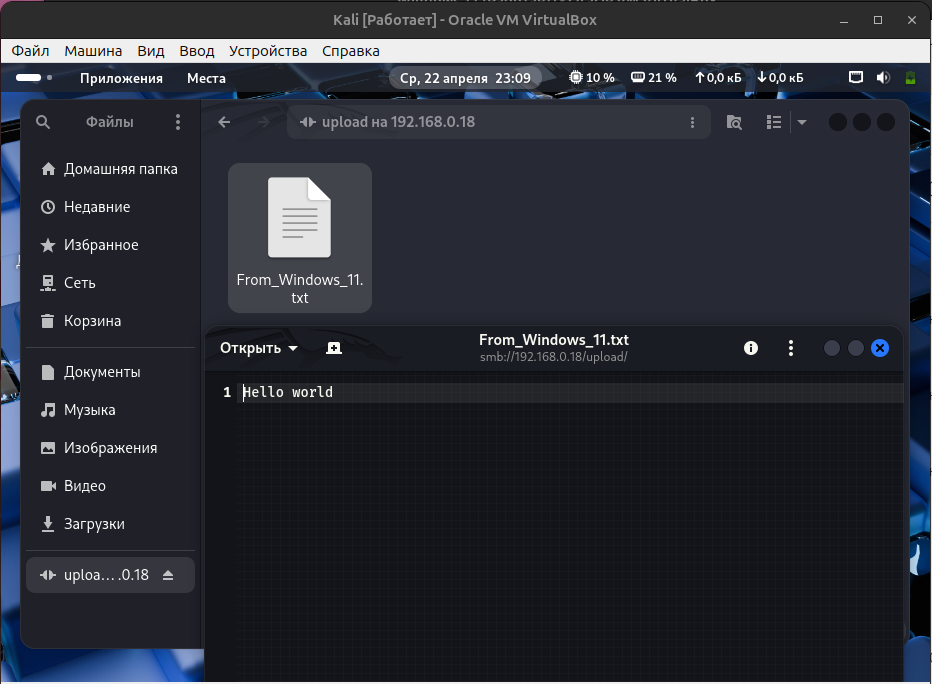 Kali [Работает] - Oracle VM VirtualBox
Файл Машина Вид Ввод Устройства Справка
Приложения Места Ср, 22 апреля 23:09 10 % 21 % 0,0 кБ 0,0 кБ
Файлы upload на 192.168.0.18
Домашняя папка
Недавние
Избранное
Сеть
Корзина
Документы
Музыка
Изображения
Видео
Загрузки
uploa… .0.18
From_Windows_11.
txt
Открыть From_Windows_11.txt
smb://192.168.0.18/upload/
1 Hello world